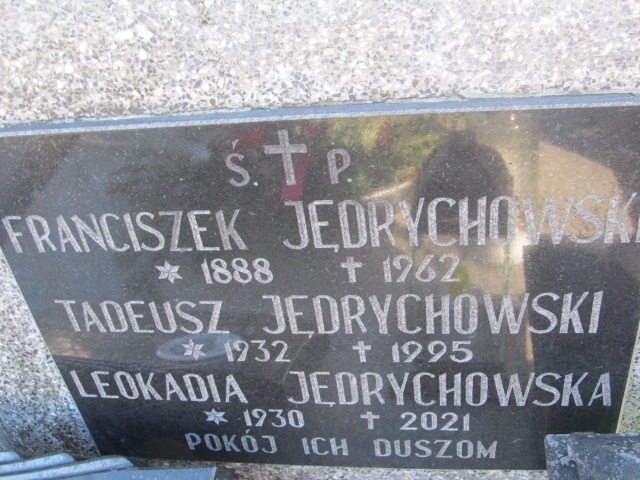 Ś. † P.
FRANCISZEK JĘDRYCHOWSKI
* 1888 † 1962
TADEUSZ JĘDRYCHOWSKI
* 1932 † 1995
LEOKADIA JĘDRYCHOWSKA
* 1930 † 2021
POKÓJ ICH DUSZOM